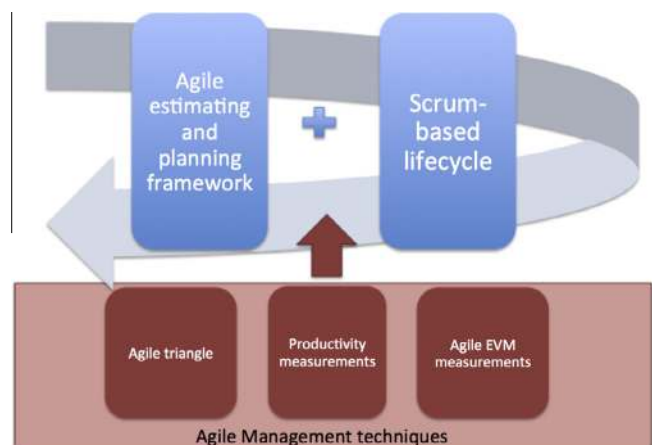 Agile
estimating
and
planning
framework
Scrum-
based
lifecycle
Agile triangle
Productivity
measurements
Agile EVM
measurements
Agile Management techniques